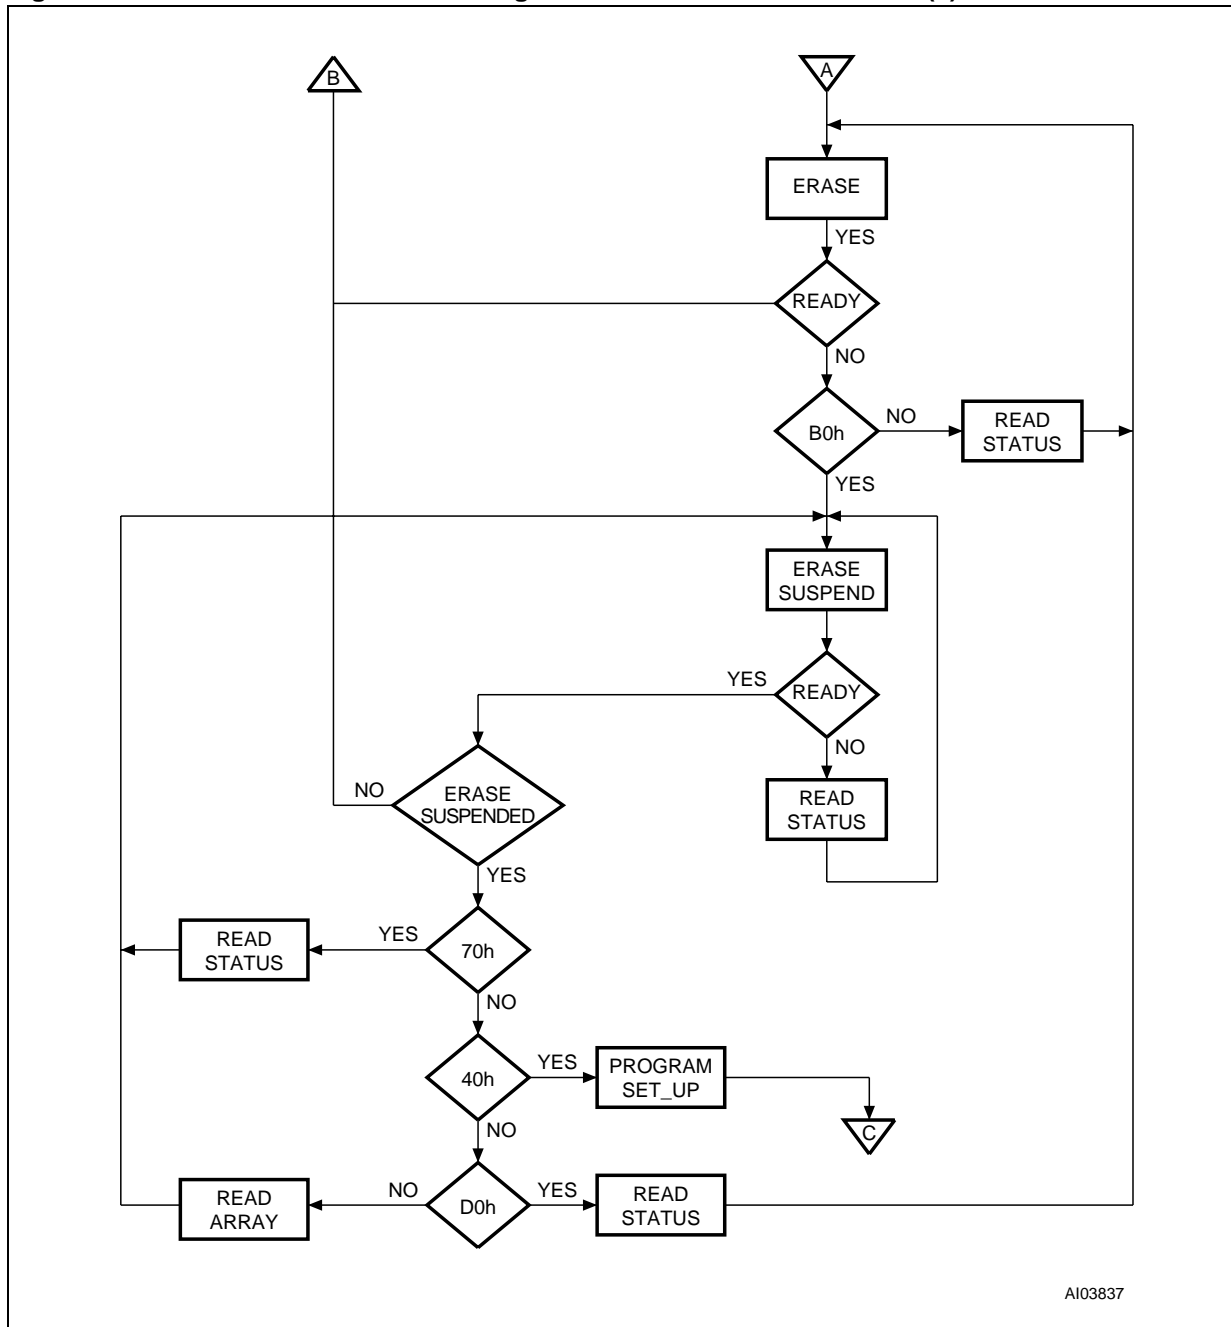 B
A
ERASE
YES
READY
NO
B0h
NO
READ
STATUS
YES
ERASE
SUSPEND
YES
READY
NO
NO
ERASE
SUSPENDED
READ
STATUS
YES
READ
STATUS
YES
70h
NO
40h
YES
PROGRAM
SET_UP
NO
C
READ
ARRAY
NO
D0h
YES
READ
STATUS
AI03837